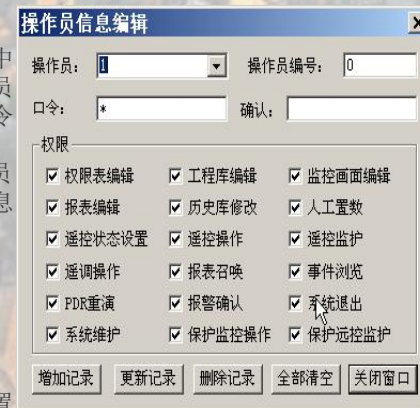 操作员信息编辑
操作员: 1 操作员编号: 0
口令: * 确认:
权限
权限表编辑 工程库编辑 监控画面编辑
报表编辑 历史库修改 人工置数
遥控状态设置 遥控操作 遥控监护
遥调操作 报表召唤 事件浏览
PDR重演 报警确认 系统退出
系统维护 保护监控操作 保护远控监护
增加记录 更新记录 删除记录 全部清空 关闭窗口
中
员
令
员
息
置